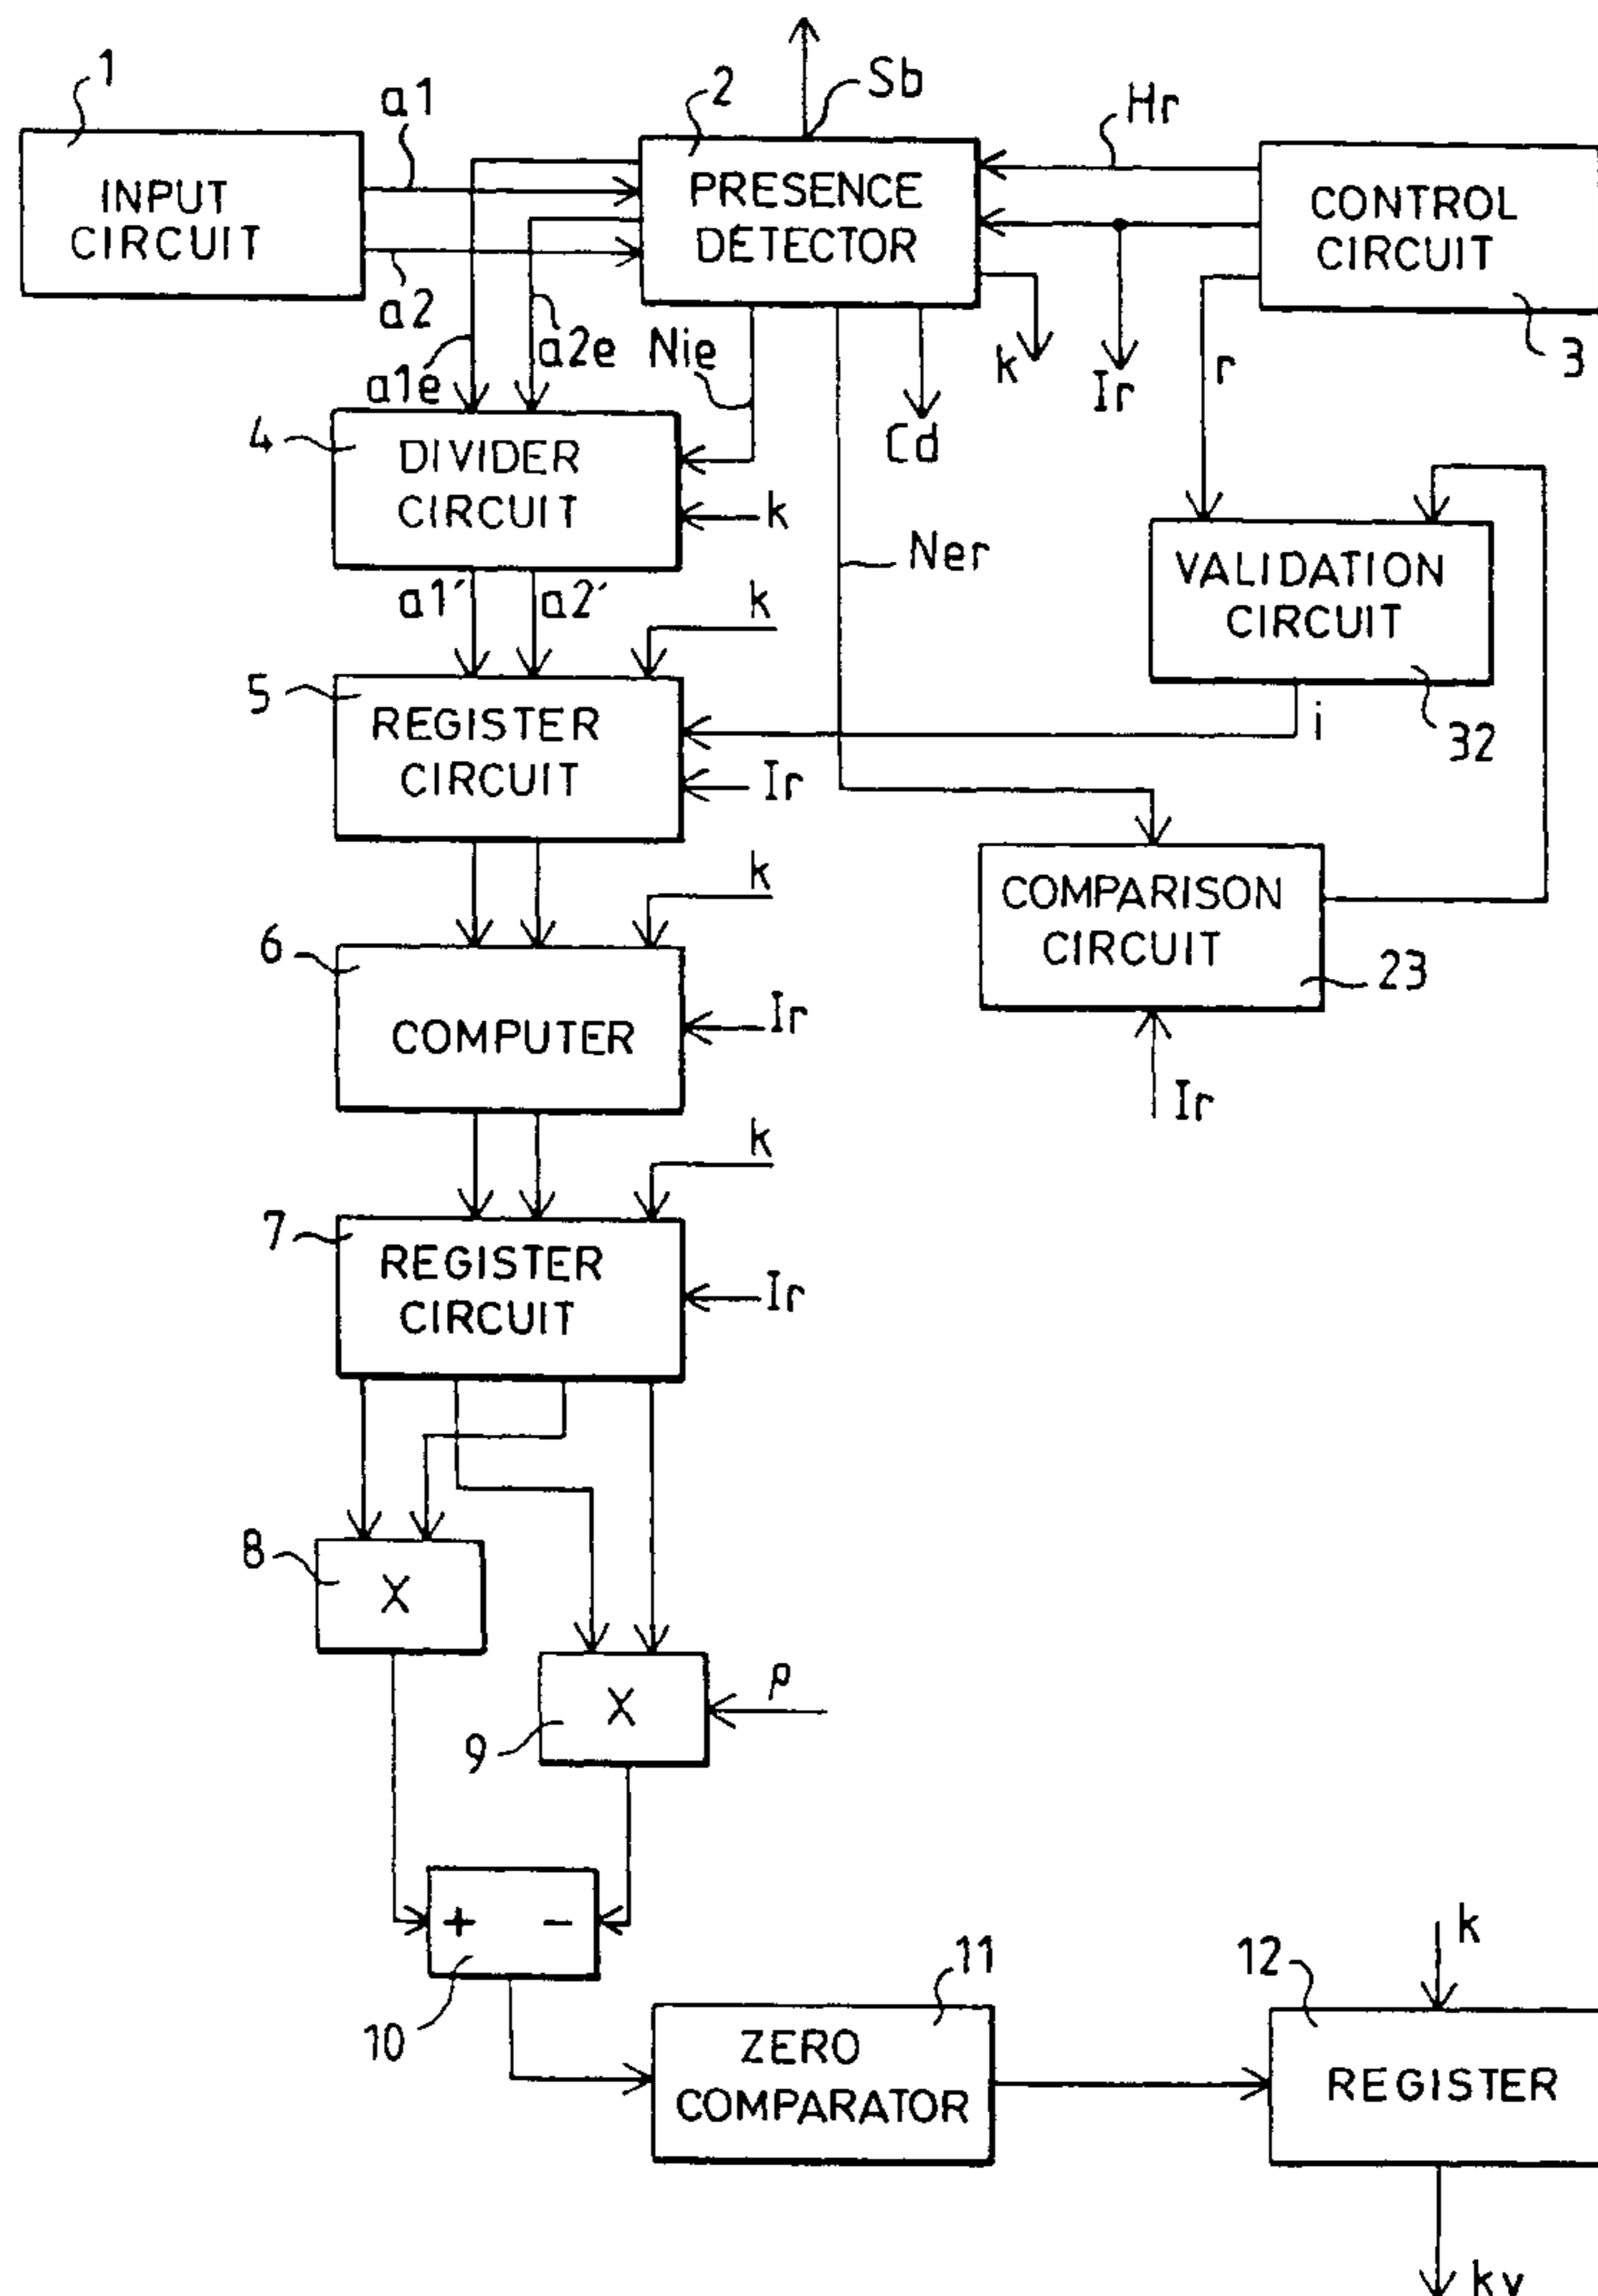 1
a1
2
Sb
Hr
INPUT
CIRCUIT
PRESENCE
DETECTOR
CONTROL
CIRCUIT
a2
a1e
a2e
Nie
k
Ir
r
3
Cd
4
DIVIDER
CIRCUIT
k
Ner
VALIDATION
CIRCUIT
a1´
a2´
k
5
REGISTER
CIRCUIT
i
32
Ir
k
COMPARISON
CIRCUIT
23
6
COMPUTER
Ir
Ir
k
7
REGISTER
CIRCUIT
Ir
8
X
9
X
ρ
+ −
10
11
12
k
ZERO
COMPARATOR
REGISTER
kv